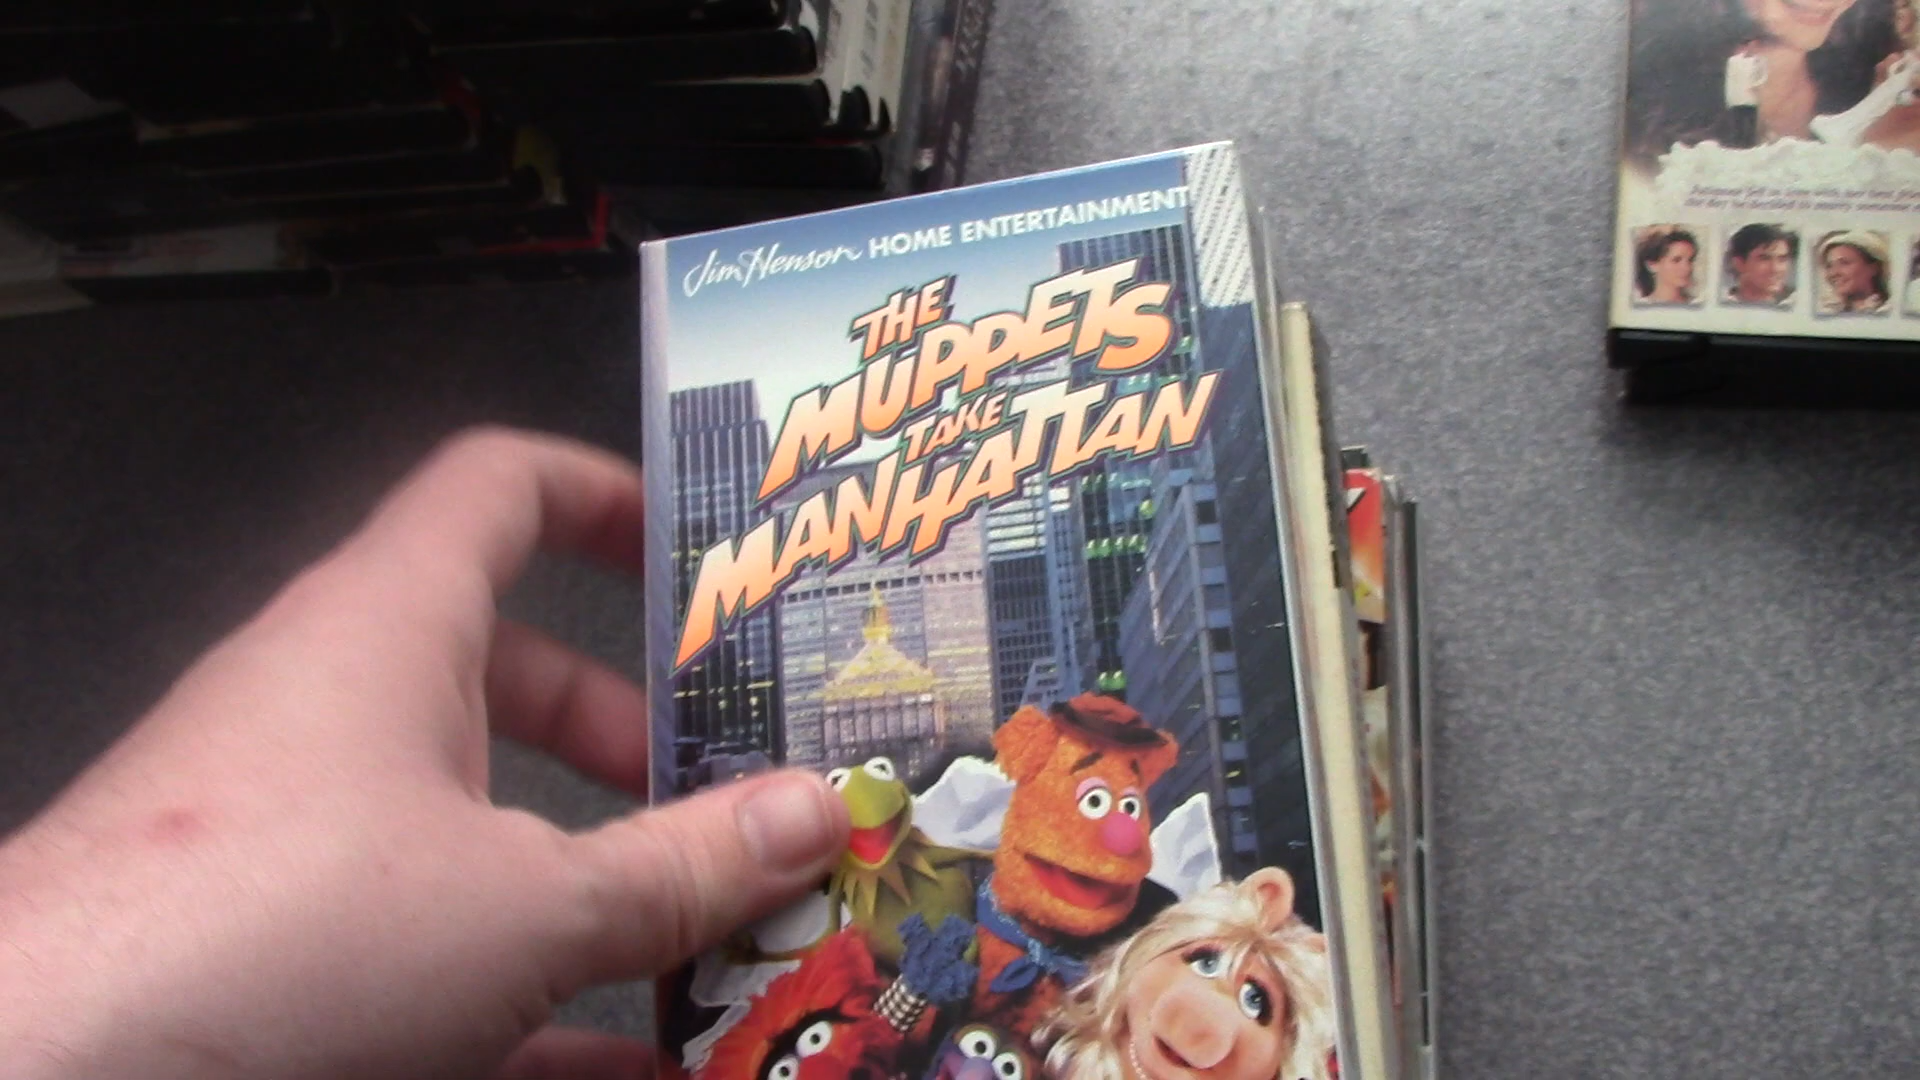 Jim Henson HOME ENTERTAINMENT
THE
MUPPETS
TAKE
MANHATTAN